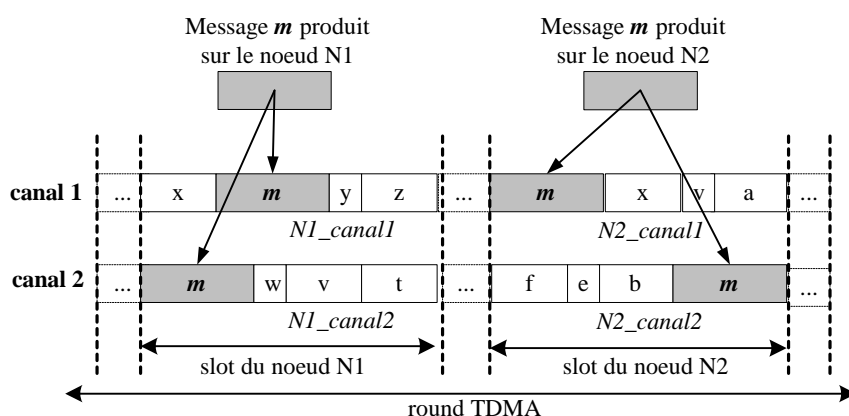 Message m produit
sur le noeud N1
Message m produit
sur le noeud N2
canal 1 ... x m y z ... m x v a ...
N1_canal1 N2_canal1
canal 2 ... m w v t ... f e b m ...
N1_canal2 N2_canal2
slot du noeud N1 slot du noeud N2
round TDMA